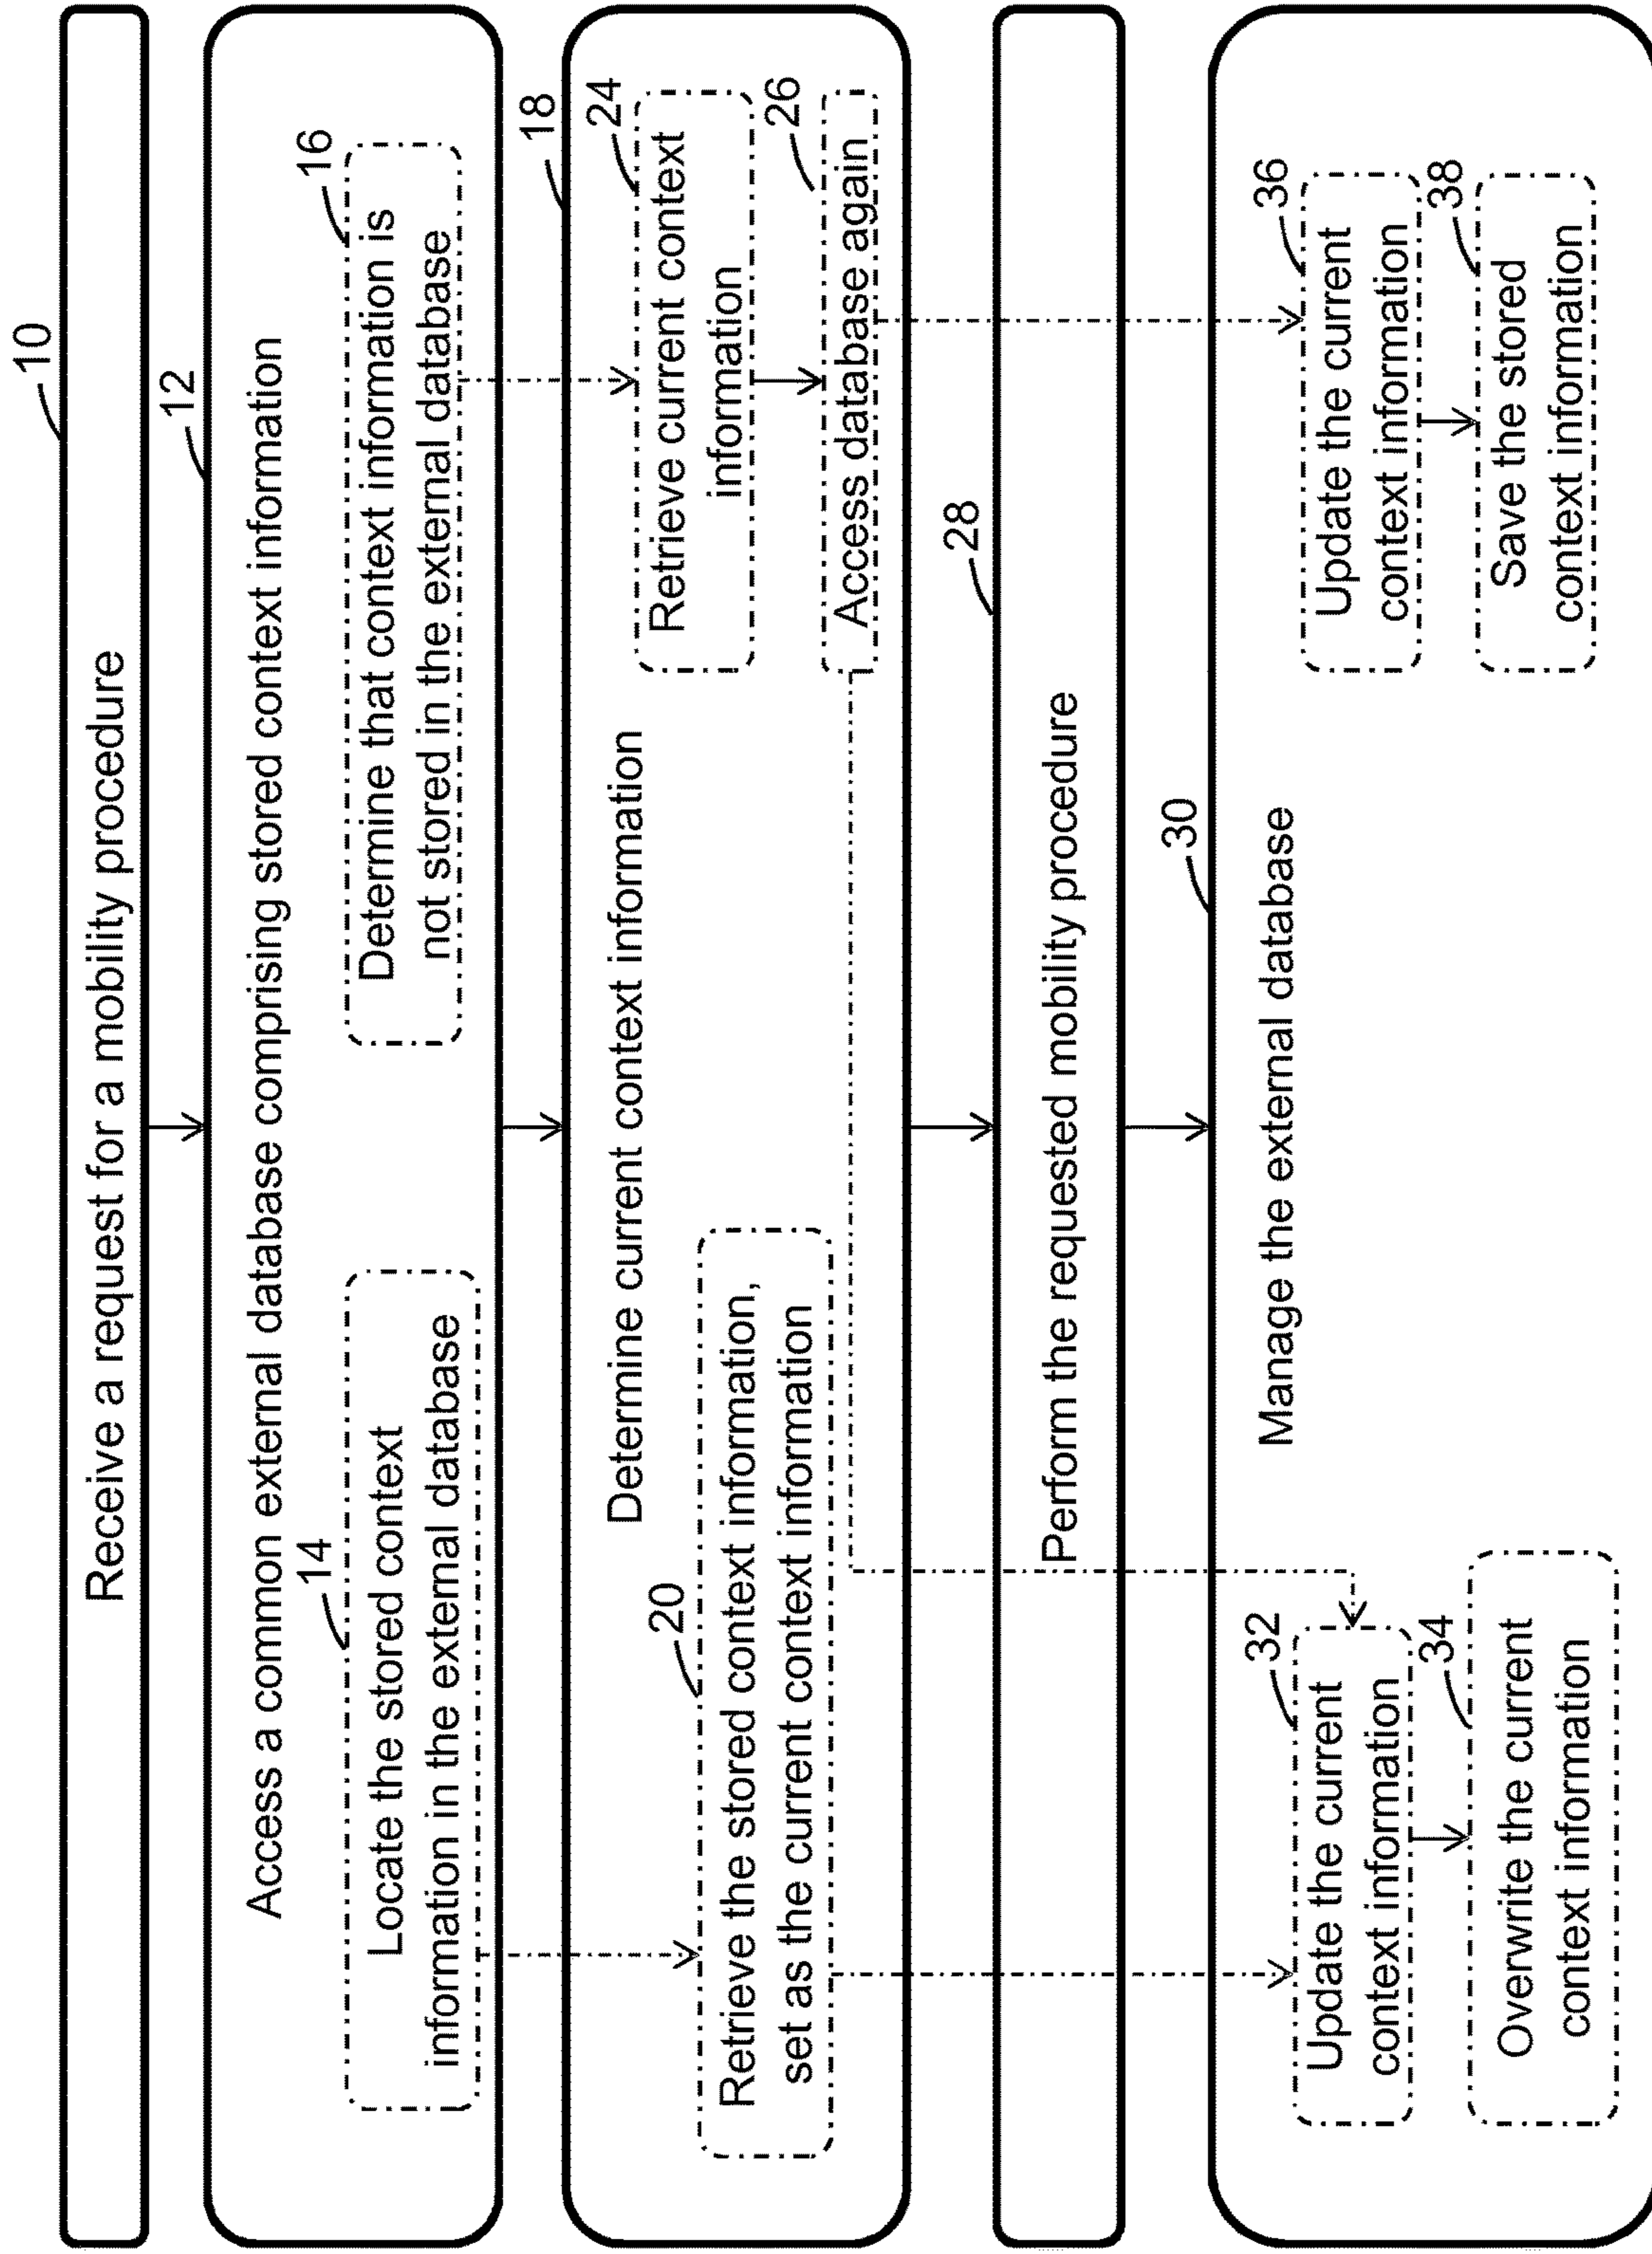 10
Receive a request for a mobility procedure
12
Access a common external database comprising stored context information
14
Locate the stored context
information in the external database
16
Determine that context information is
not stored in the external database
18
Determine current context information
20
Retrieve the stored context information,
set as the current context information
24
Retrieve current context
information
26
Access database again
28
Perform the requested mobility procedure
30
Manage the external database
32
Update the current
context information
34
Overwrite the current
context information
36
Update the current
context information
38
Save the stored
context information